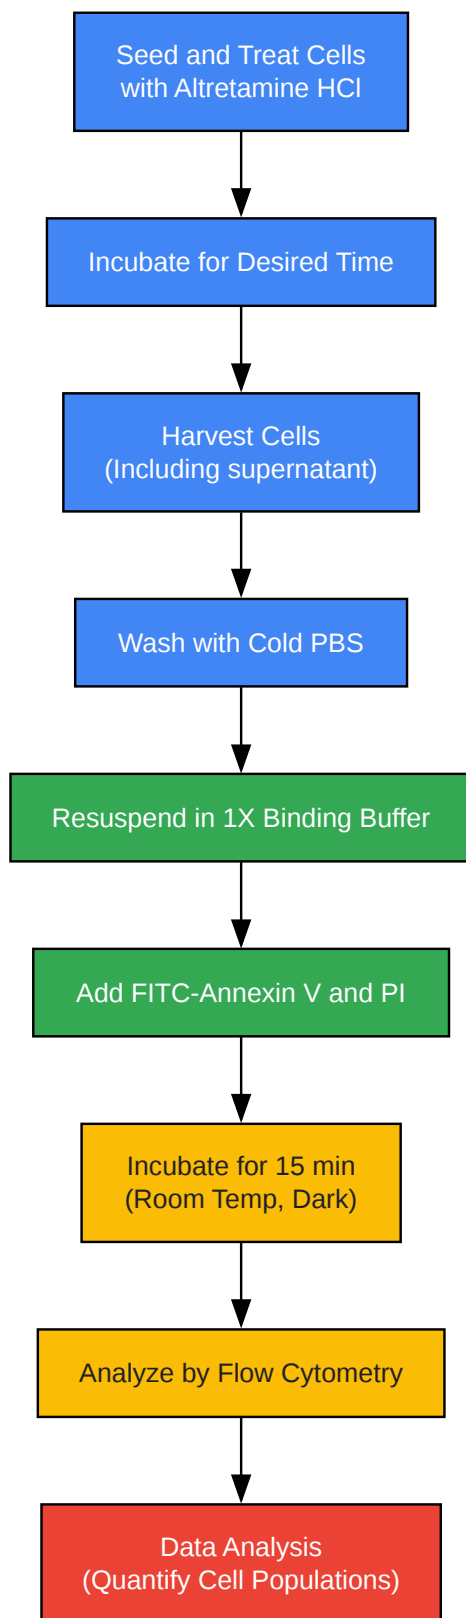 Seed and Treat Cells
with Altretamine HCl
Incubate for Desired Time
Harvest Cells
(Including supernatant)
Wash with Cold PBS
Resuspend in 1X Binding Buffer
Add FITC-Annexin V and PI
Incubate for 15 min
(Room Temp, Dark)
Analyze by Flow Cytometry
Data Analysis
(Quantify Cell Populations)